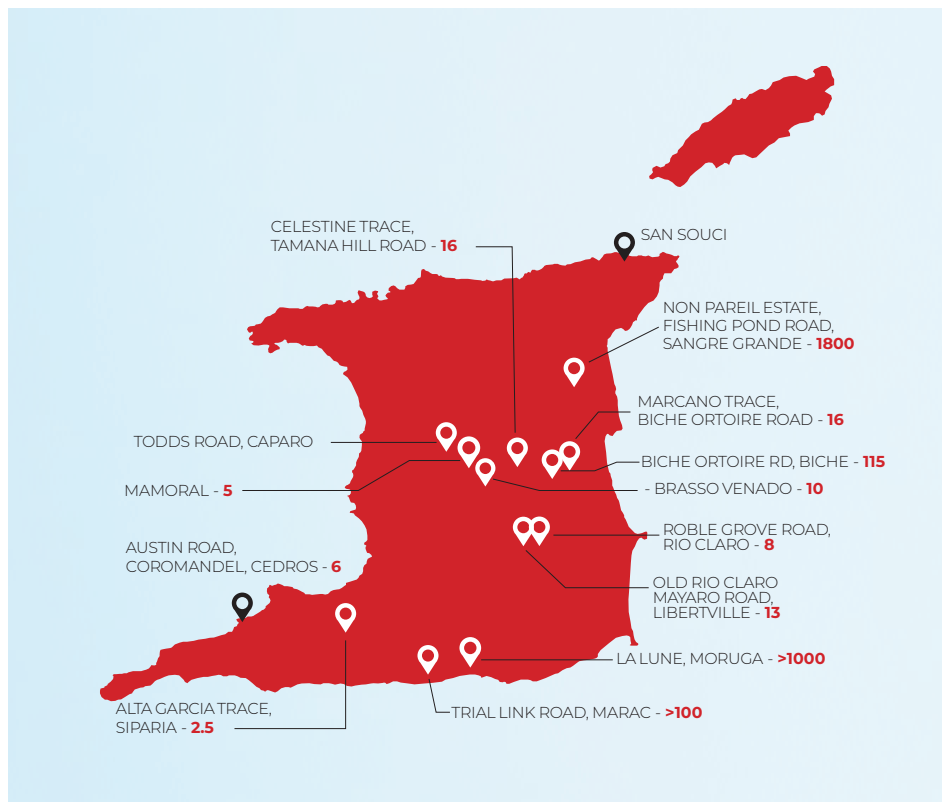 CELESTINE TRACE,
TAMANA HILL ROAD - 16
SAN SOUCI
NON PAREIL ESTATE,
FISHING POND ROAD,
SANGRE GRANDE - 1800
MARCANO TRACE,
BICHE ORTOIRE ROAD - 16
TODDS ROAD, CAPARO
BICHE ORTOIRE RD, BICHE - 115
MAMORAL - 5
- BRASSO VENADO - 10
ROBLE GROVE ROAD,
RIO CLARO - 8
AUSTIN ROAD,
COROMANDEL, CEDROS - 6
OLD RIO CLARO
MAYARO ROAD,
LIBERTVILLE - 13
LA LUNE, MORUGA - >1000
ALTA GARCIA TRACE,
SIPARIA - 2.5
TRIAL LINK ROAD, MARAC - >100